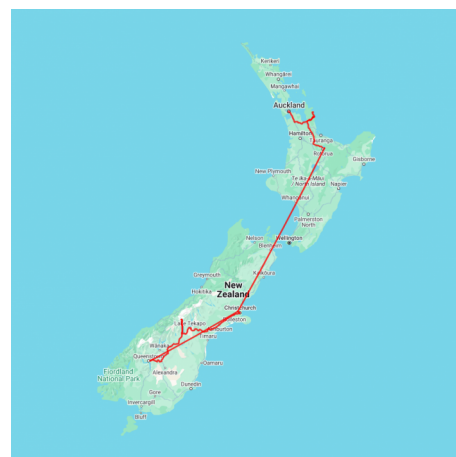 Kerikeri
Whangārei
Mangawhai
Auckland
Hamilton
Tauranga
Rotorua
Gisborne
New Plymouth
Te Ika-a-Māui
North Island
Napier
Whanganui
Palmerston
North
Nelson
Wellington
Blenheim
Greymouth
Kaikōura
Hokitika
New
Zealand
Christchurch
Tekapo
Timaru
Wanaka
Queenstown
Oamaru
Fiordland
National Park
Alexandra
Dunedin
Gore
Invercargill
Bluff